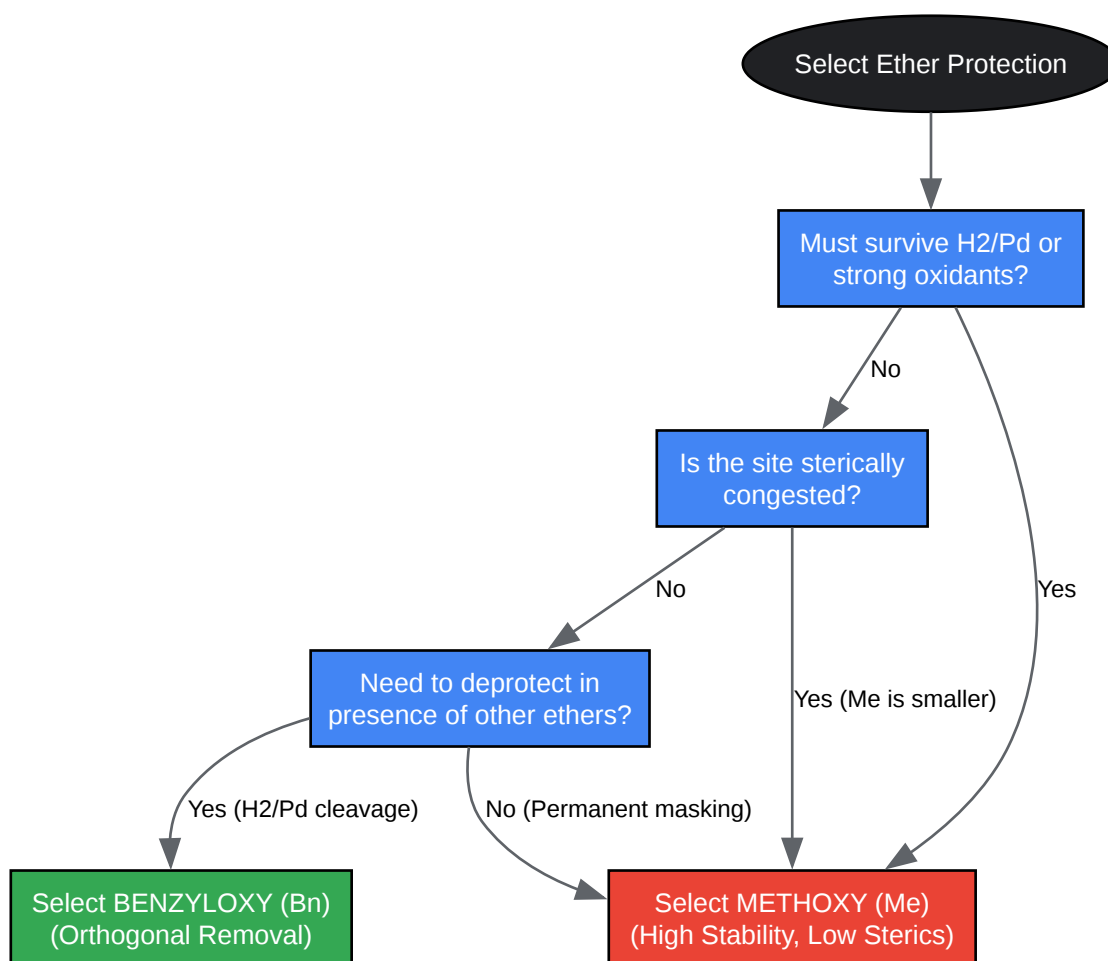 Select Ether Protection
Must survive H2/Pd or
strong oxidants?
No
Is the site sterically
congested?
No
Yes
Yes (Me is smaller)
Need to deprotect in
presence of other ethers?
Yes (H2/Pd cleavage)
No (Permanent masking)
Select BENZYLOXY (Bn)
(Orthogonal Removal)
Select METHOXY (Me)
(High Stability, Low Sterics)